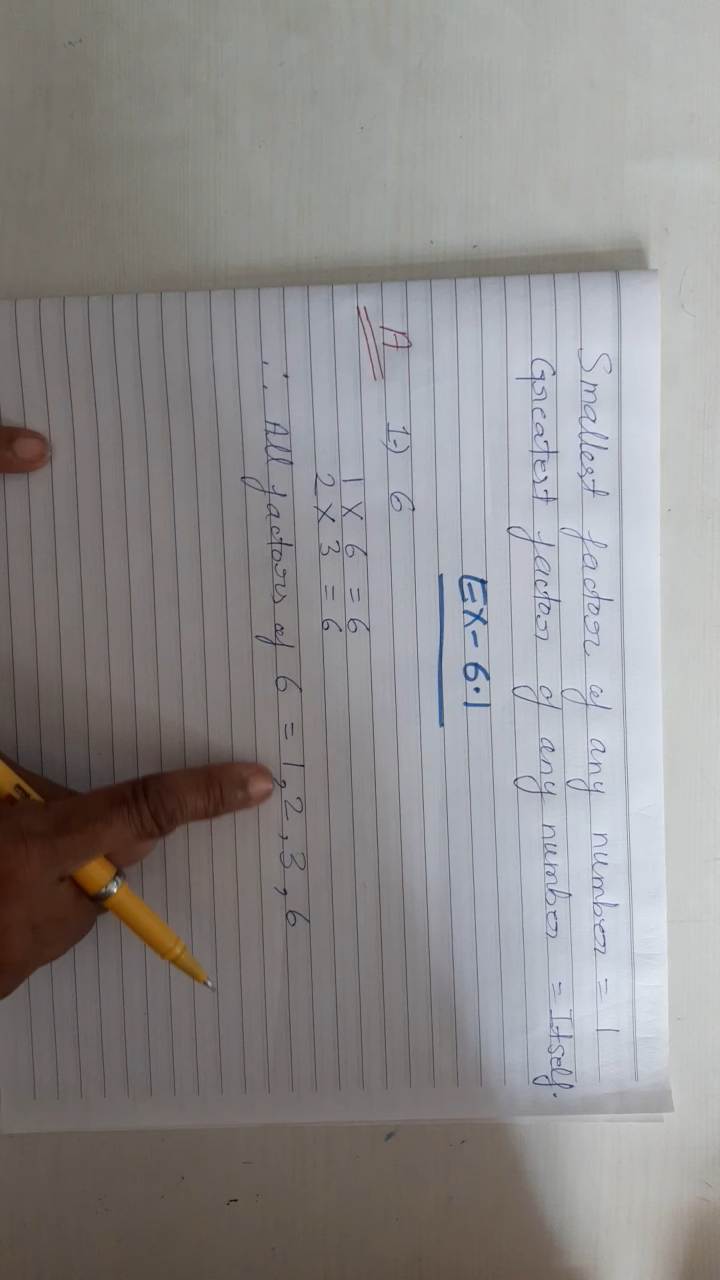 Smallest factor of any number = 1
Greatest factor of any number = Itself.
EX- 6.1
A 1.) 6
1 X 6 = 6
2 X 3 = 6
∴ All factors of 6 = 1, 2, 3, 6